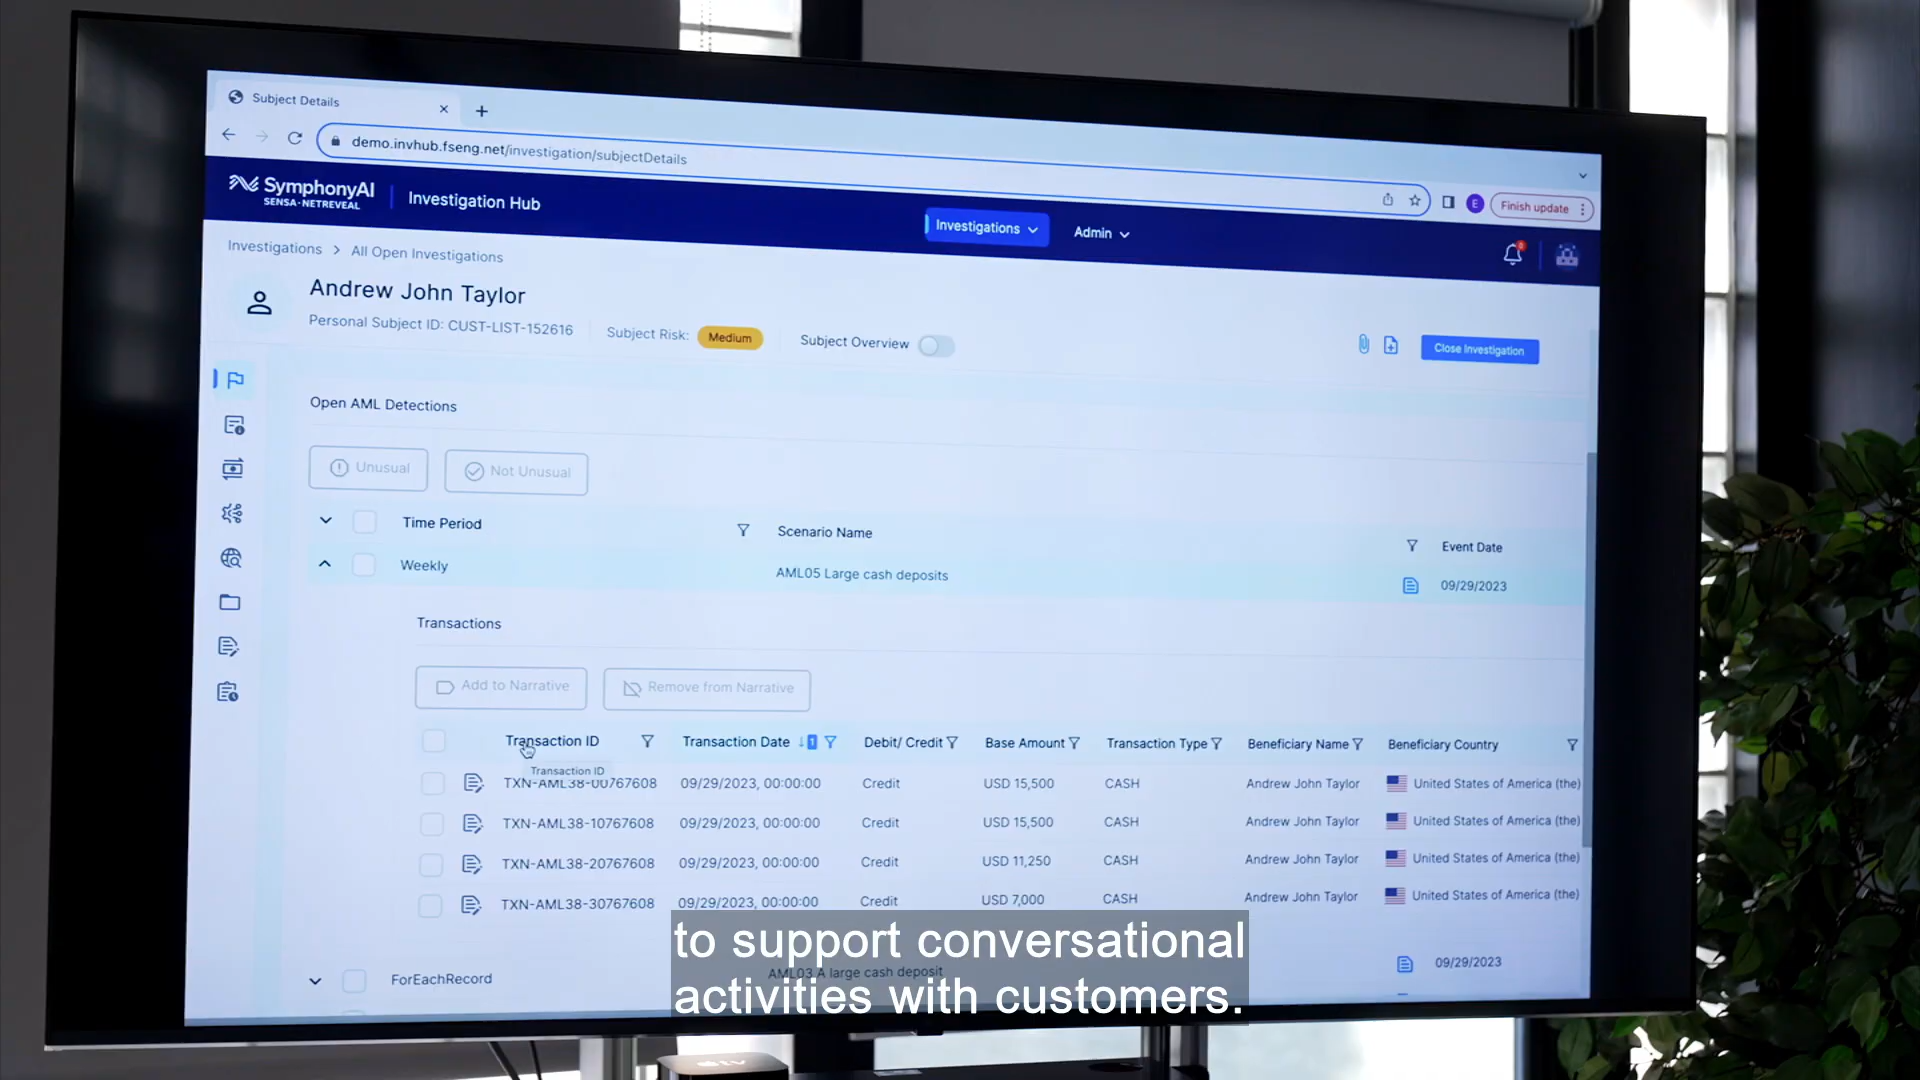 Subject Details
demo.invhub.fseng.net/investigation/subjectDetails
E
Finish update
SymphonyAI
SENSA-NETREVEAL
Investigation Hub
Investigations
Admin
Investigations > All Open Investigations
Andrew John Taylor
Personal Subject ID: CUST-LIST-152616
Subject Risk: Medium
Subject Overview
Close Investigation
Open AML Detections
Unusual
Not Unusual
Time Period
Scenario Name
Event Date
Weekly
AML05 Large cash deposits
09/29/2023
Transactions
Add to Narrative
Remove from Narrative
Transaction ID
Transaction Date
1
Debit/ Credit
Base Amount
Transaction Type
Beneficiary Name
Beneficiary Country
Transaction ID
TXN-AML38-00767608 09/29/2023, 00:00:00 Credit USD 15,500 CASH Andrew John Taylor United States of America (the)
TXN-AML38-10767608 09/29/2023, 00:00:00 Credit USD 15,500 CASH Andrew John Taylor United States of America (the)
TXN-AML38-20767608 09/29/2023, 00:00:00 Credit USD 11,250 CASH Andrew John Taylor United States of America (the)
TXN-AML38-30767608 09/29/2023, 00:00:00 Credit USD 7,000 CASH Andrew John Taylor United States of America (the)
ForEachRecord
AML03 A large cash deposit
09/29/2023
to support conversational
activities with customers.